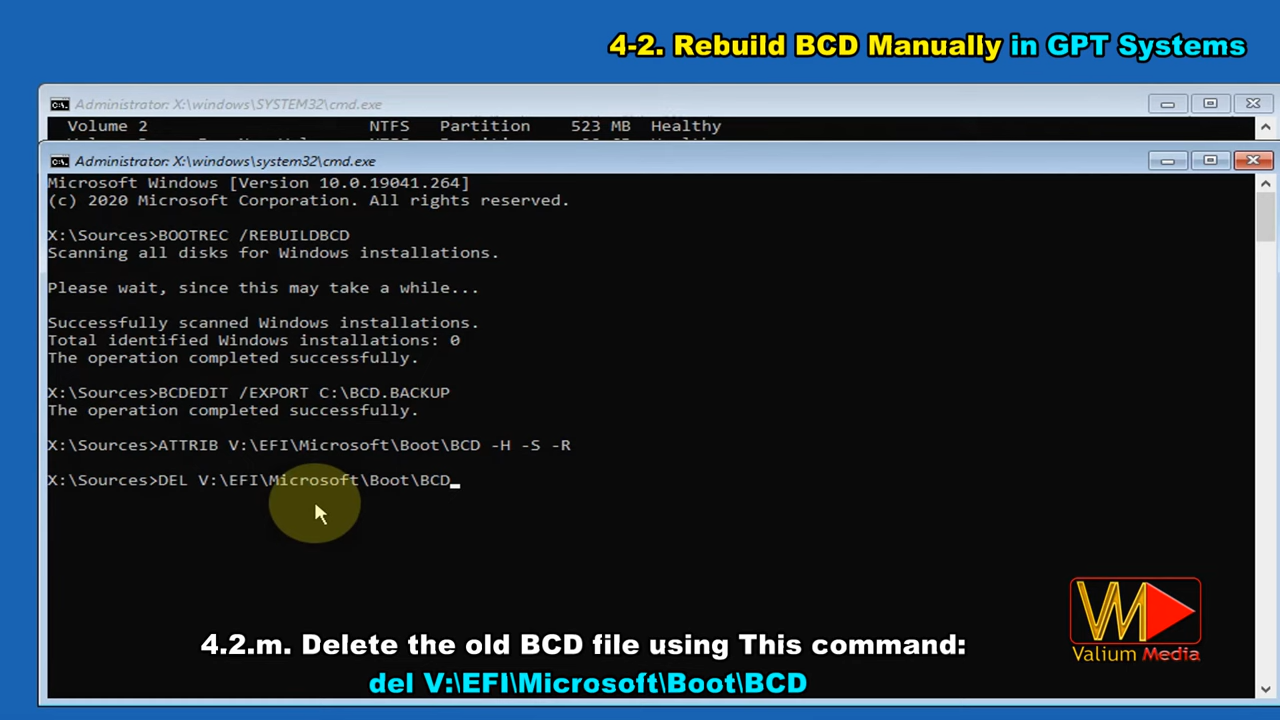 4-2. Rebuild BCD Manually in GPT Systems
Administrator: X:\windows\SYSTEM32\cmd.exe
Volume 2 NTFS Partition 523 MB Healthy
Administrator: X:\windows\system32\cmd.exe
Microsoft Windows [Version 10.0.19041.264]
(c) 2020 Microsoft Corporation. All rights reserved.
X:\Sources>BOOTREC /REBUILDBCD
Scanning all disks for Windows installations.
Please wait, since this may take a while...
Successfully scanned Windows installations.
Total identified Windows installations: 0
The operation completed successfully.
X:\Sources>BCDEDIT /EXPORT C:\BCD.BACKUP
The operation completed successfully.
X:\Sources>ATTRIB V:\EFI\Microsoft\Boot\BCD -H -S -R
X:\Sources>DEL V:\EFI\Microsoft\Boot\BCD_
VM
Valium Media
4.2.m. Delete the old BCD file using This command:
del V:\EFI\Microsoft\Boot\BCD